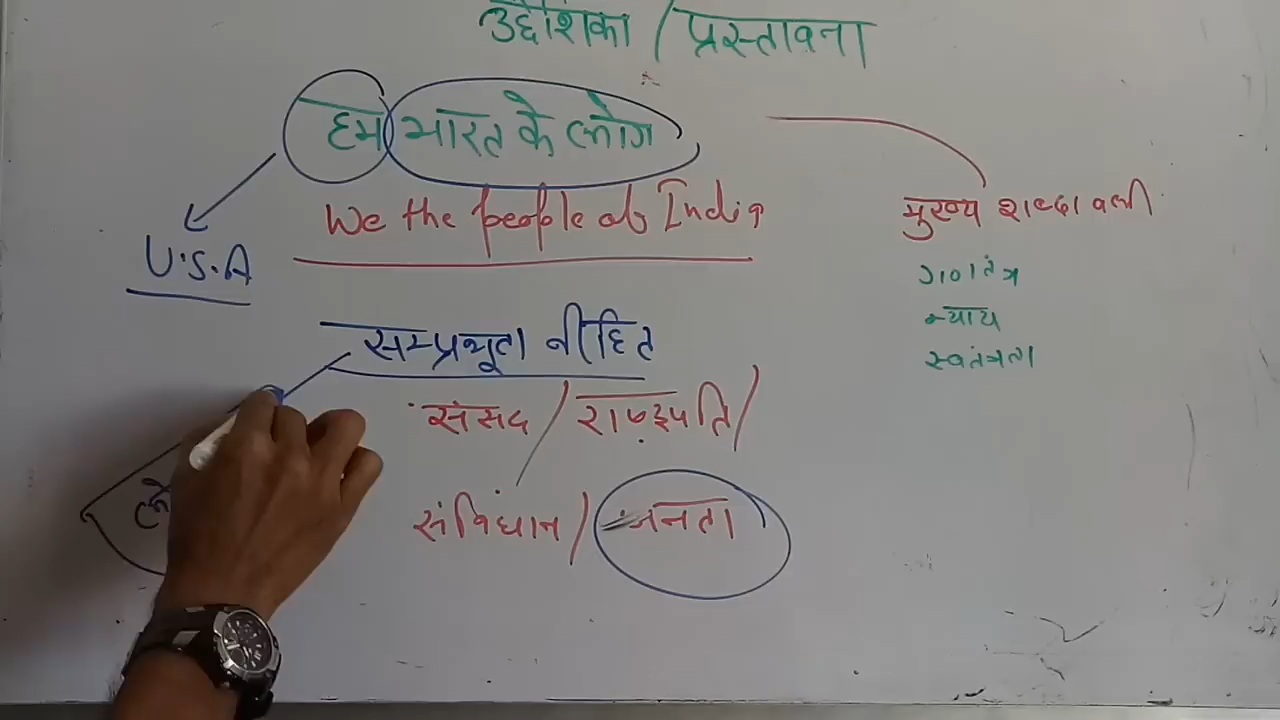 उद्देशिका / प्रस्तावना
हम भारत के लोग
We the people of India
U.S.A
मुख्य शब्दावली
गणतंत्र
न्याय
स्वतंत्रता
सम्प्रभूता नीहित
संसद / राष्ट्रपति /
संविधान / जनता